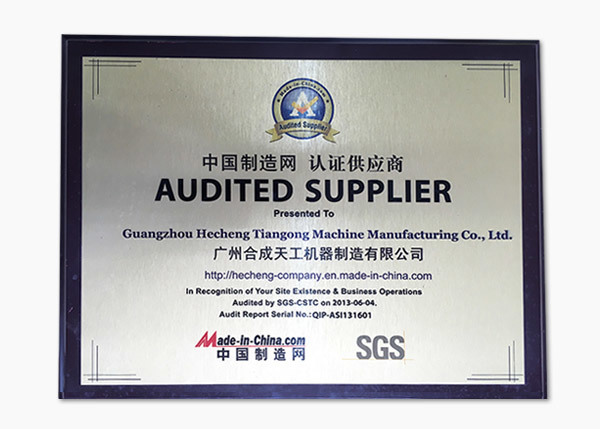 Made-in-China.com
Audited Supplier
中国制造网 认证供应商
AUDITED SUPPLIER
Presented To
Guangzhou Hecheng Tiangong Machine Manufacturing Co., Ltd.
广州合成天工机器制造有限公司
http://hecheng-company.en.made-in-china.com
In Recognition of Your Site Existence & Business Operations
Audited by SGS-CSTC on 2013-06-04.
Audit Report Serial No.:QIP-ASI131601
Made-in-China.com
中国制造网
SGS